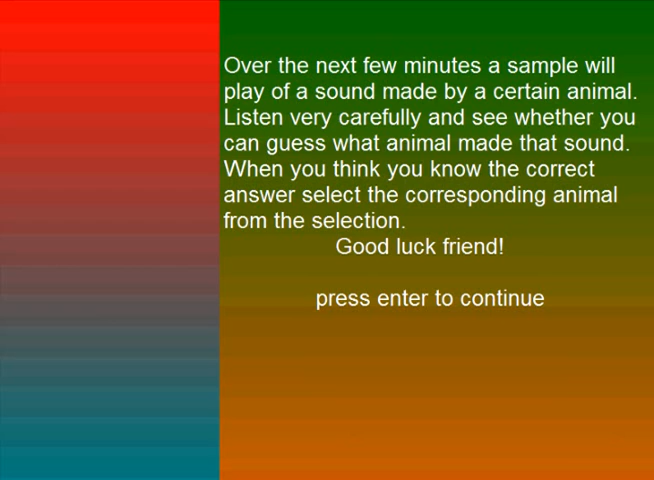 Over the next few minutes a sample will
play of a sound made by a certain animal.
Listen very carefully and see whether you
can guess what animal made that sound.
When you think you know the correct
answer select the corresponding animal
from the selection.
Good luck friend!
press enter to continue